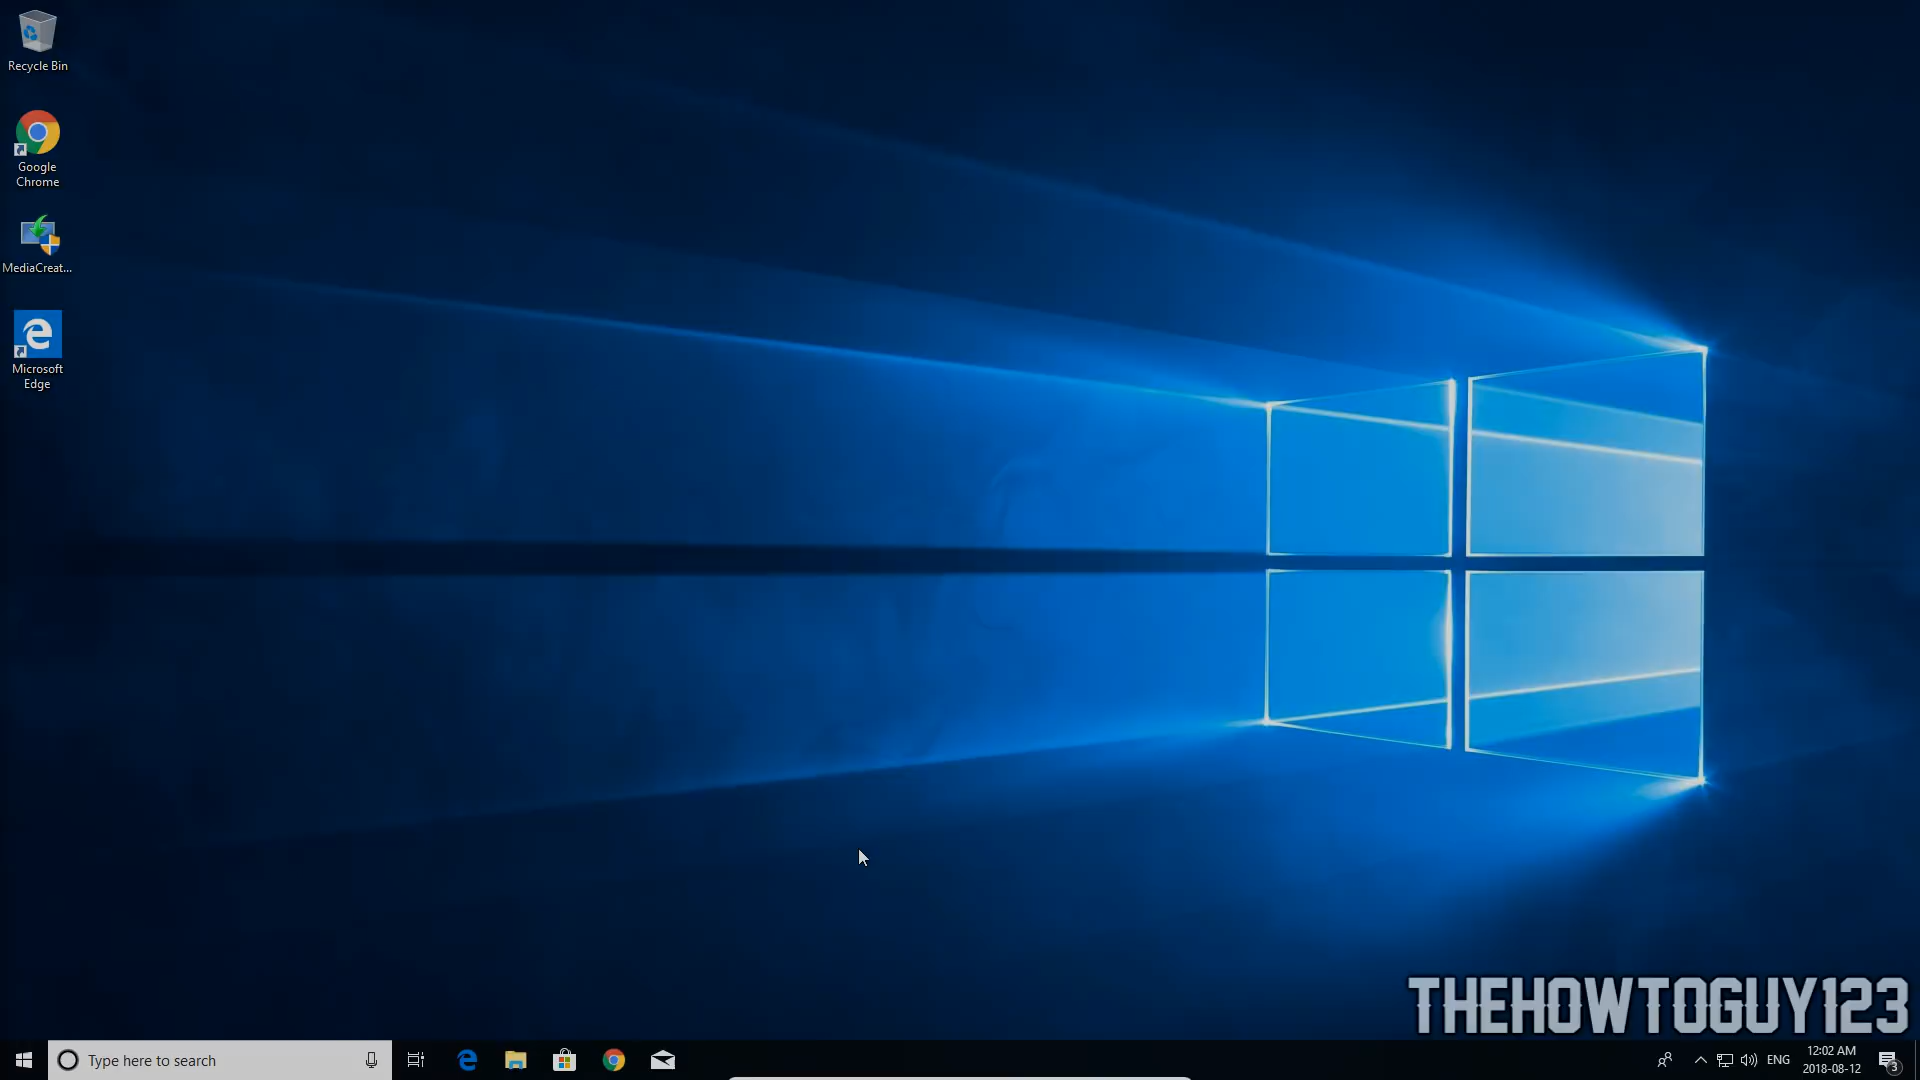 Recycle Bin
Google
Chrome
MediaCreat...
Microsoft
Edge
THEHOWTOGUY123
Type here to search
ENG
12:02 AM
2018-08-12
3